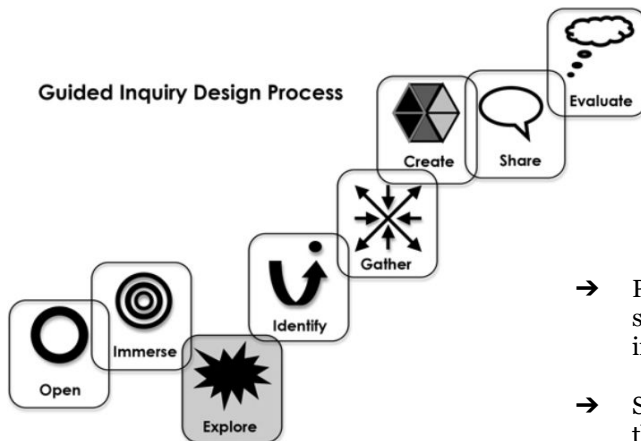 Guided Inquiry Design Process
Evaluate
Create
Share
Gather
Identify
Immerse
Open
Explore